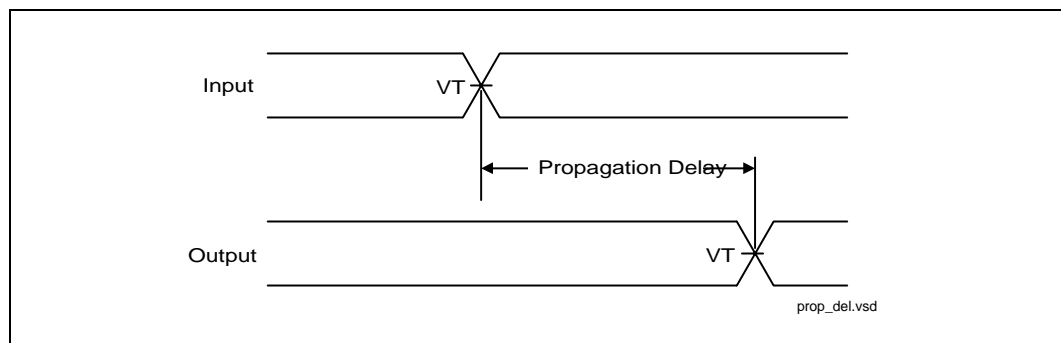 Input
VT
Propagation Delay
Output
VT
prop_del.vsd